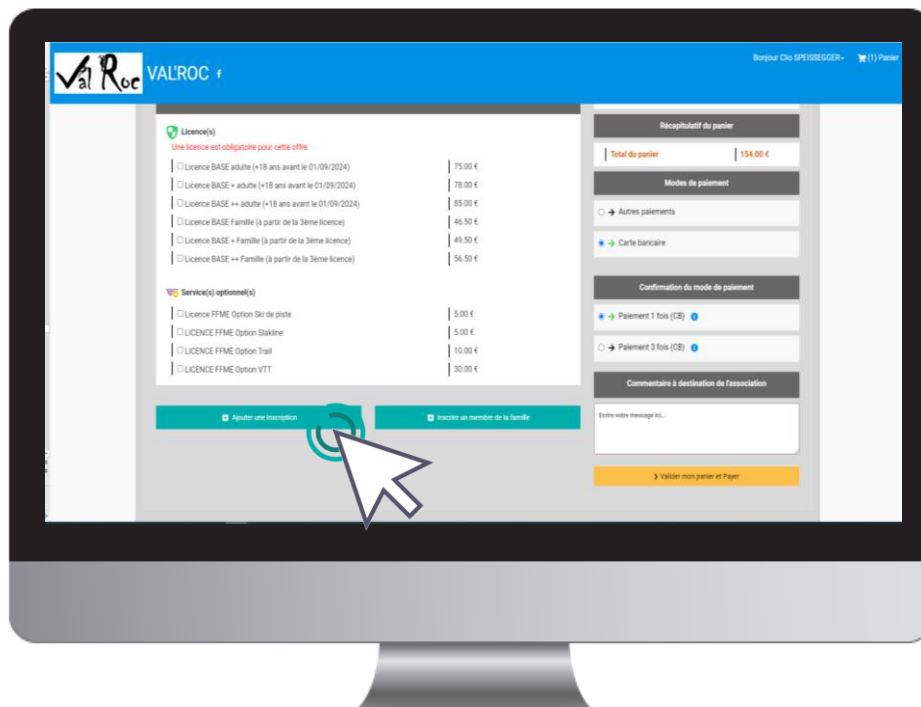 Val Roc
VAL'ROC f
Bonjour Clio SPEISSEGGER
(1) Panier
Licence(s)
Une licence est obligatoire pour cette offre.
Licence BASE adulte (+18 ans avant le 01/09/2024) 75.00 €
Licence BASE + adulte (+18 ans avant le 01/09/2024) 78.00 €
Licence BASE ++ adulte (+18 ans avant le 01/09/2024) 85.00 €
Licence BASE Famille (à partir de la 3ème licence) 46.50 €
Licence BASE + Famille (à partir de la 3ème licence) 49.50 €
Licence BASE ++ Famille (à partir de la 3ème licence) 56.50 €
Service(s) optionnel(s)
Licence FFME Option Ski de piste 5.00 €
LICENCE FFME Option Slakline 5.00 €
LICENCE FFME Option Trail 10.00 €
LICENCE FFME Option VTT 30.00 €
Ajouter une inscription
Inscrire un membre de la famille
Récapitulatif du panier
Total du panier 154.00 €
Modes de paiement
Autres paiements
Carte bancaire
Confirmation du mode de paiement
Paiement 1 fois (CB)
Paiement 3 fois (CB)
Commentaire à destination de l'association
Ecrire votre message ici...
Valider mon panier et Payer